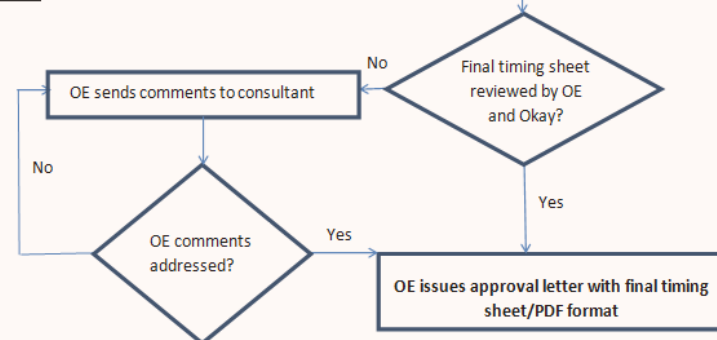 No
Final timing sheet
reviewed by OE
and Okay?
OE sends comments to consultant
No
Yes
OE comments
addressed?
Yes
OE issues approval letter with final timing
sheet/PDF format